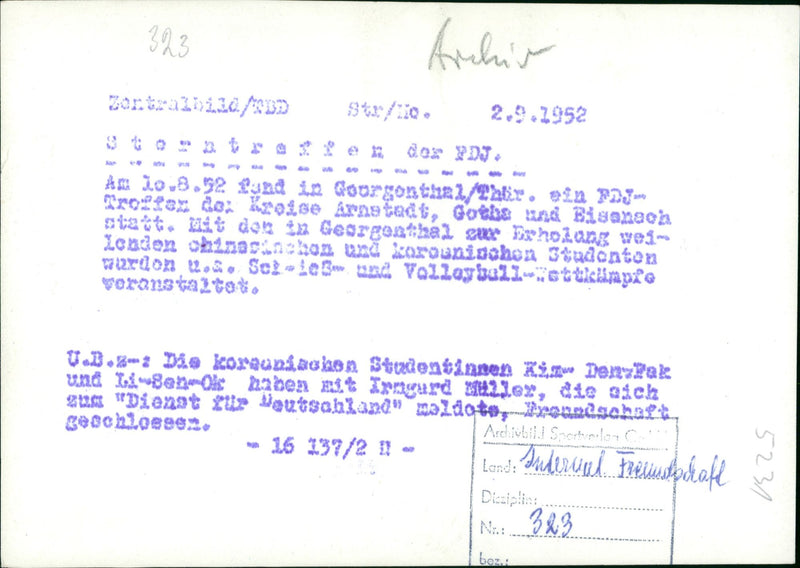 323
Archiv
Zentralbild/TBD Str/Ho. 2.9.1952
S t e r n t r e f f e n der FDJ.
Am 10.8.52 fand in Georgenthal/Thür. ein FDJ-
Treffen der Kreise Arnstadt, Gotha und Eisenach
statt. Mit den in Georgenthal zur Erholung wei-
lenden chinesischen und koreanischen Studenten
wurden u.a. Schieß- und Volleyball-Wettkämpfe
veranstaltet.
U.B.z-: Die koreanischen Studentinnen Kim-
und Li-Sen-Ok haben mit Irmgard Müller, die sich
zum "Dienst für Deutschland" meldete, Freundschaft
geschlossen.
- 16 137/2 N -
Archivbild Sportverlag GmbH
Land: Internat Freundschaft
Disziplin:
Nr.: 323
bez.: